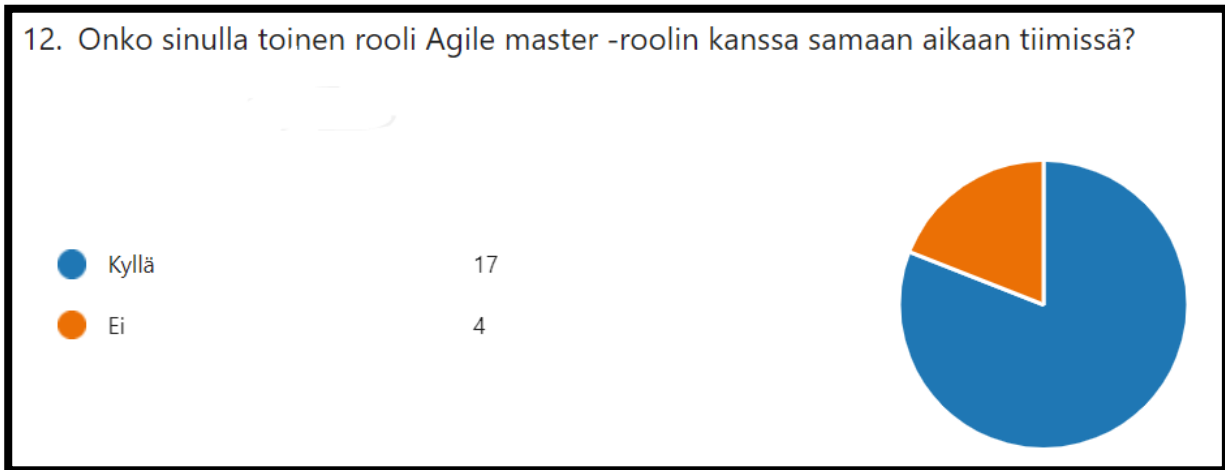 12. Onko sinulla toinen rooli Agile master -roolin kanssa samaan aikaan tiimissä?
Kyllä 17
Ei 4